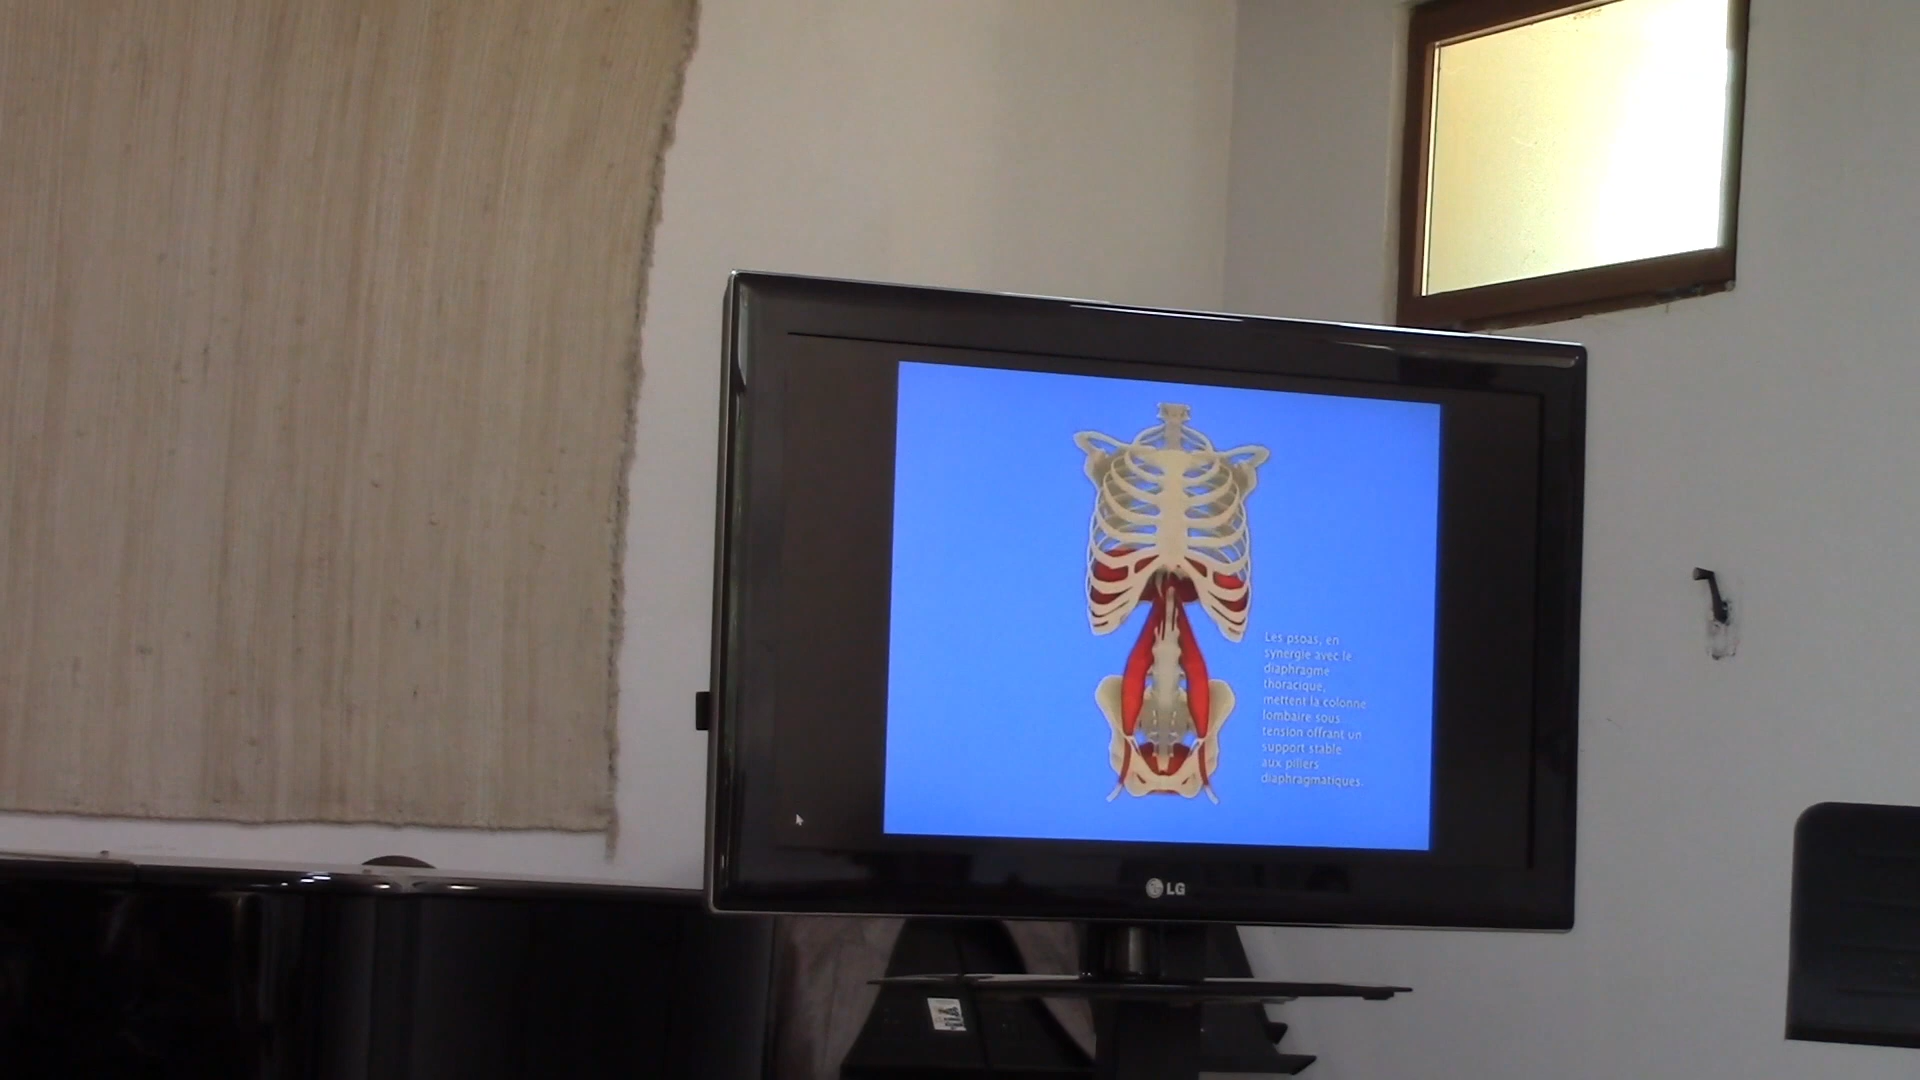 Les psoas, en
synergie avec le
diaphragme
thoracique,
mettent la colonne
lombaire sous
tension offrant un
support stable
aux piliers
diaphragmatiques.
LG